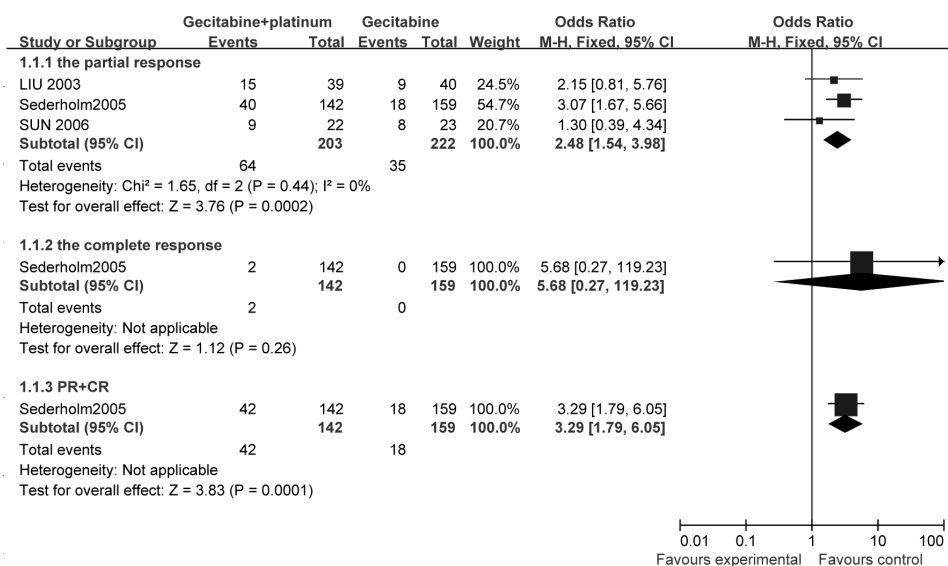 Gecitabine+platinum Gecitabine Odds Ratio Odds Ratio
Study or Subgroup Events Total Events Total Weight M-H, Fixed, 95% CI M-H, Fixed, 95% CI
1.1.1 the partial response
LIU 2003 15 39 9 40 24.5% 2.15 [0.81, 5.76]
Sederholm2005 40 142 18 159 54.7% 3.07 [1.67, 5.66]
SUN 2006 9 22 8 23 20.7% 1.30 [0.39, 4.34]
Subtotal (95% CI) 203 222 100.0% 2.48 [1.54, 3.98]
Total events 64 35
Heterogeneity: Chi² = 1.65, df = 2 (P = 0.44); I² = 0%
Test for overall effect: Z = 3.76 (P = 0.0002)
1.1.2 the complete response
Sederholm2005 2 142 0 159 100.0% 5.68 [0.27, 119.23]
Subtotal (95% CI) 142 159 100.0% 5.68 [0.27, 119.23]
Total events 2 0
Heterogeneity: Not applicable
Test for overall effect: Z = 1.12 (P = 0.26)
1.1.3 PR+CR
Sederholm2005 42 142 18 159 100.0% 3.29 [1.79, 6.05]
Subtotal (95% CI) 142 159 100.0% 3.29 [1.79, 6.05]
Total events 42 18
Heterogeneity: Not applicable
Test for overall effect: Z = 3.83 (P = 0.0001)
0.01 0.1 1 10 100
Favours experimental Favours control